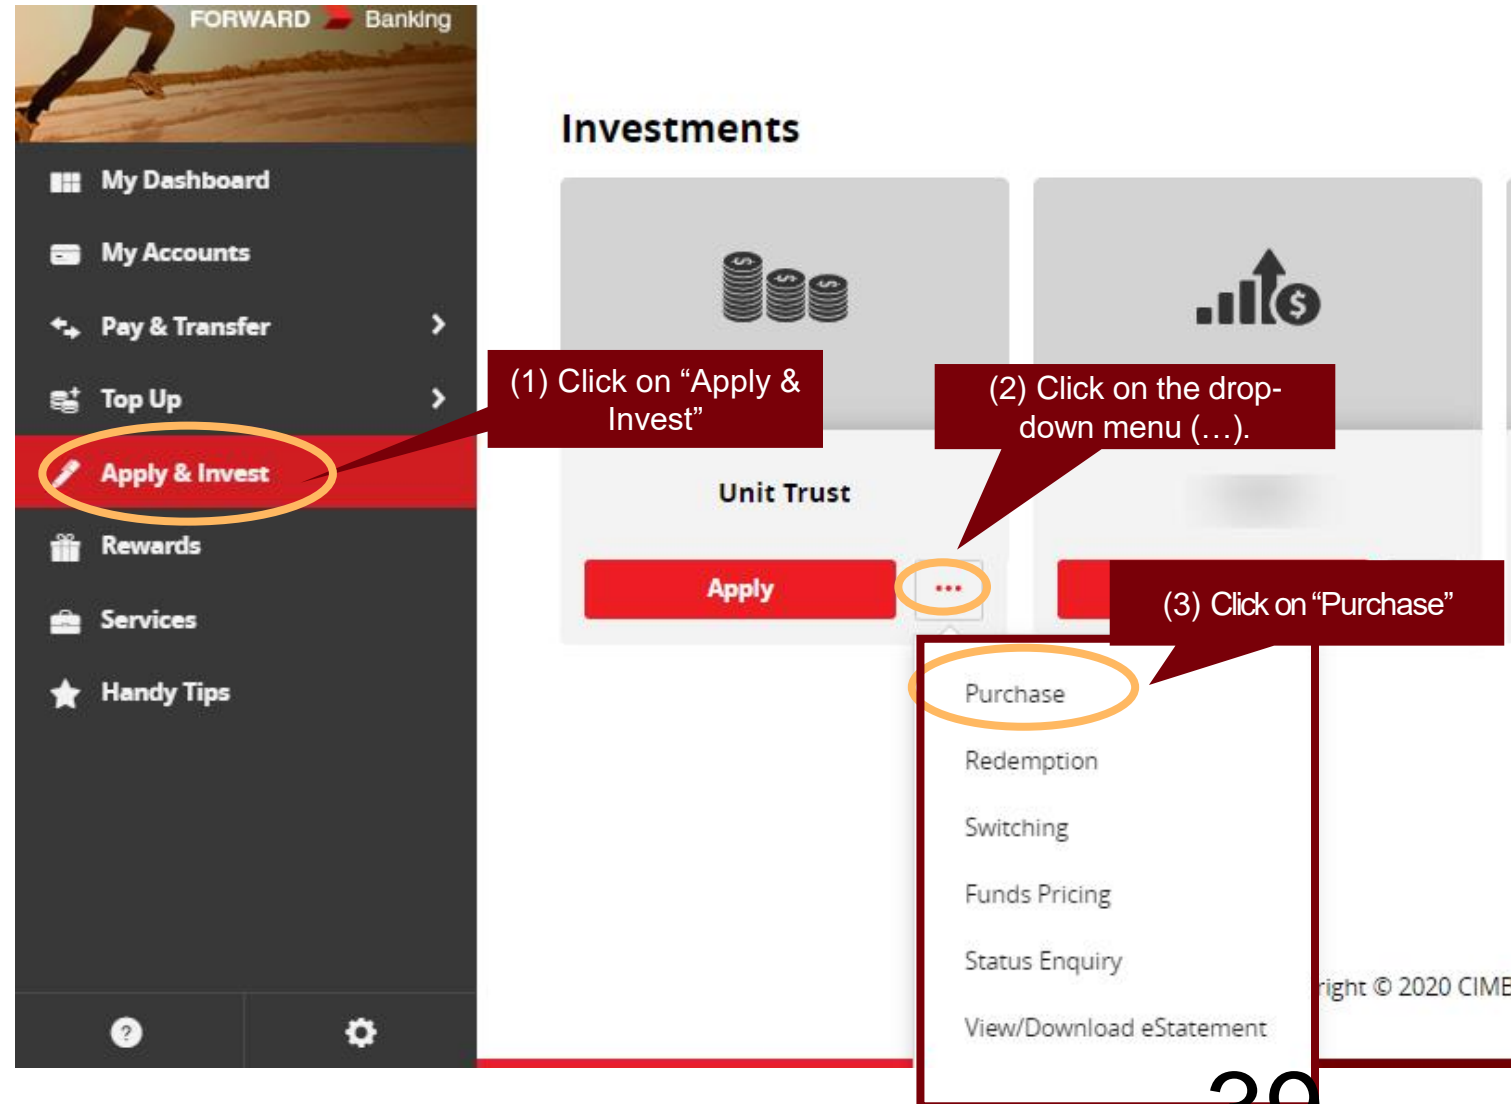 FORWARD Banking
Investments
My Dashboard
My Accounts
Pay & Transfer
Top Up
Apply & Invest
Rewards
Services
Handy Tips
(1) Click on “Apply &
Invest”
(2) Click on the drop-
down menu (...).
Unit Trust
Apply
...
(3) Click on “Purchase”
Purchase
Redemption
Switching
Funds Pricing
Status Enquiry
View/Download eStatement
right © 2020 CIMB
39